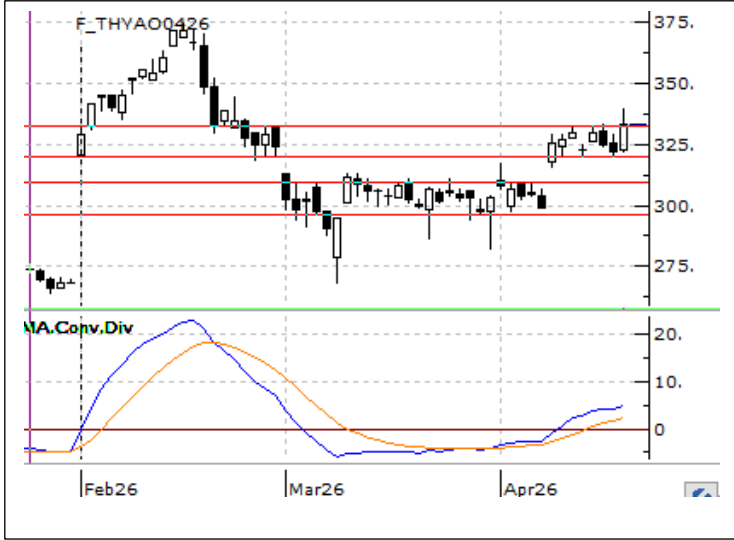 F_THYAO0426
375.
350.
325.
300.
275.
MA.Conv.Div
20.
10.
0
Feb26
Mar26
Apr26